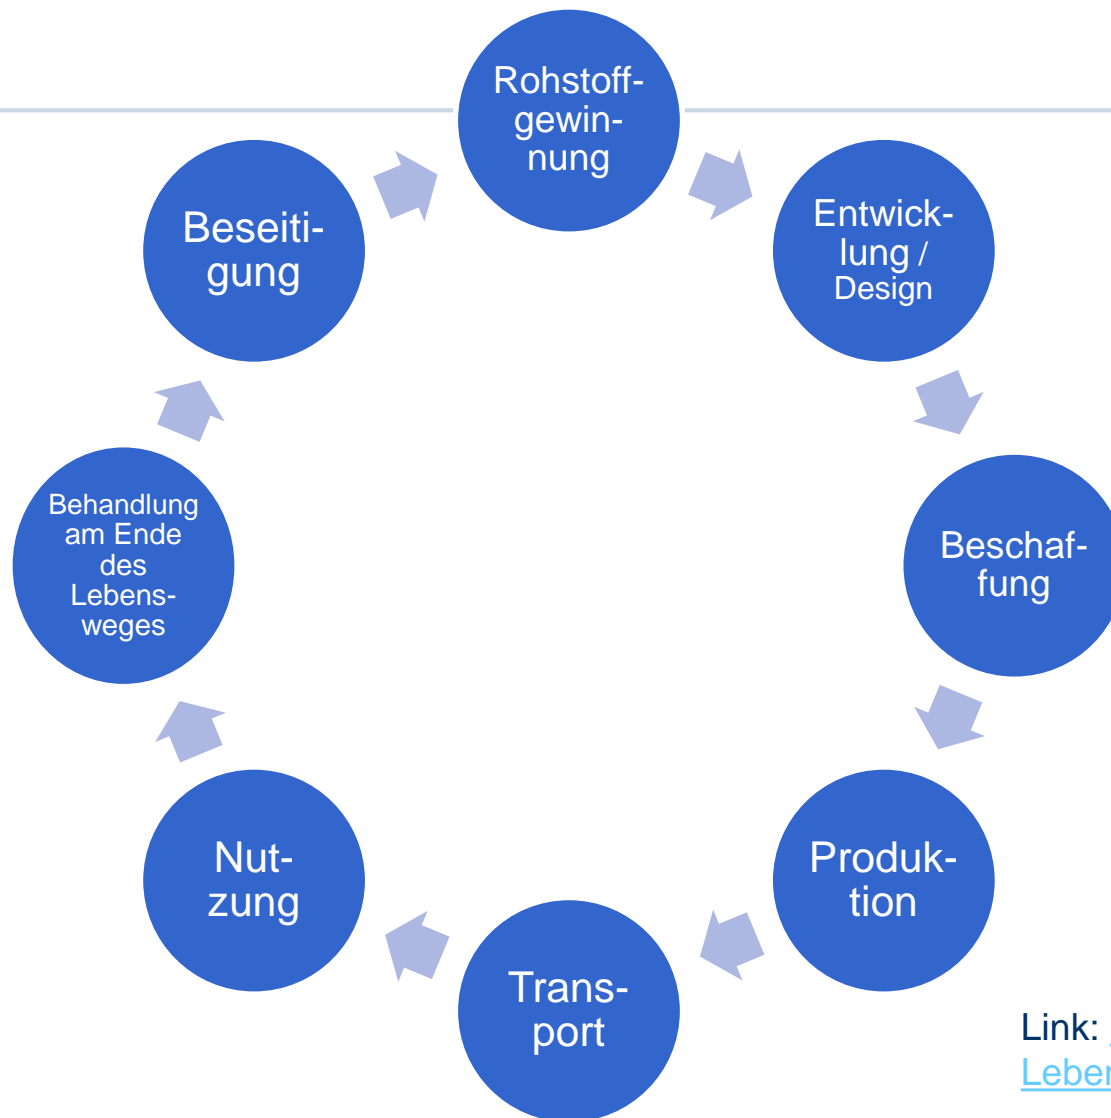 Rohstoff-
gewin-
nung
Entwick-
lung /
Design
Beschaf-
fung
Produk-
tion
Trans-
port
Nut-
zung
Behandlung
am Ende
des
Lebens-
weges
Beseiti-
gung
Link: